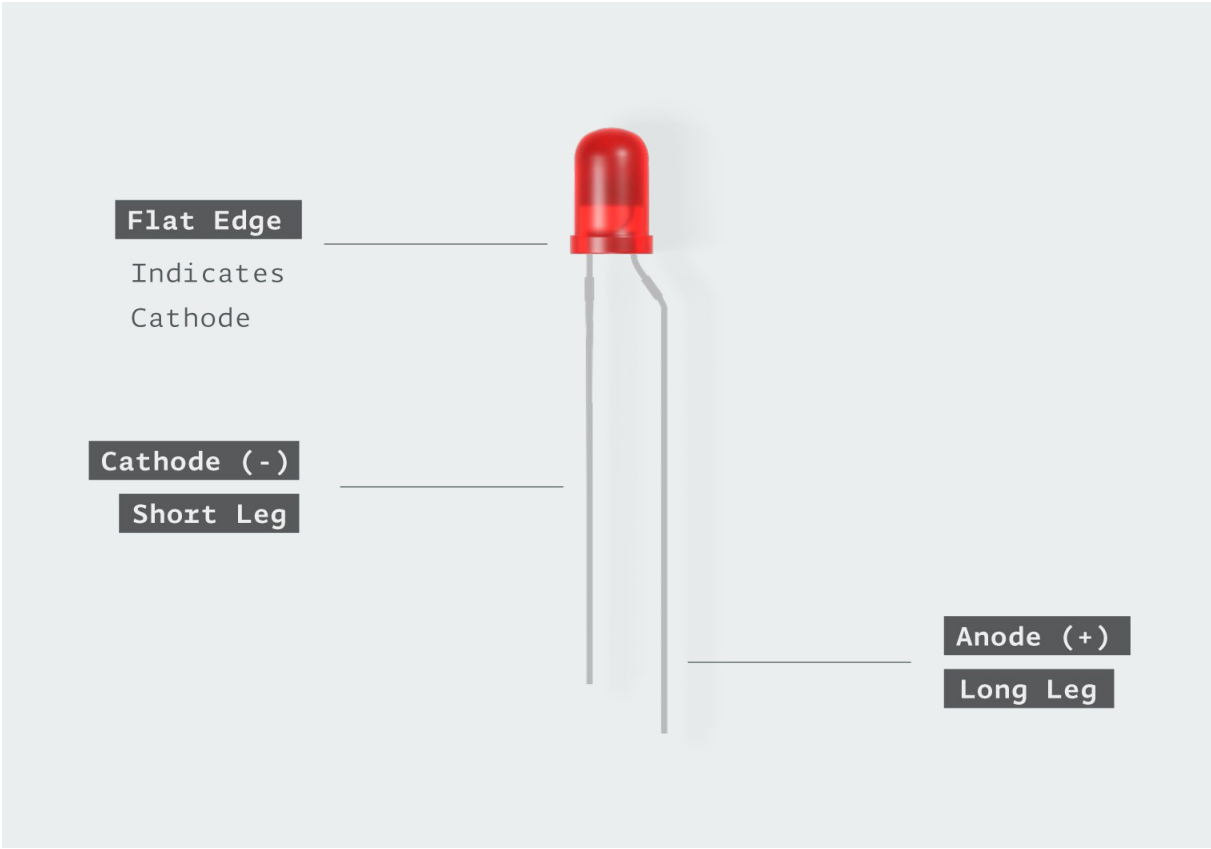 Flat Edge
Indicates
Cathode
Cathode (-)
Short Leg
Anode (+)
Long Leg